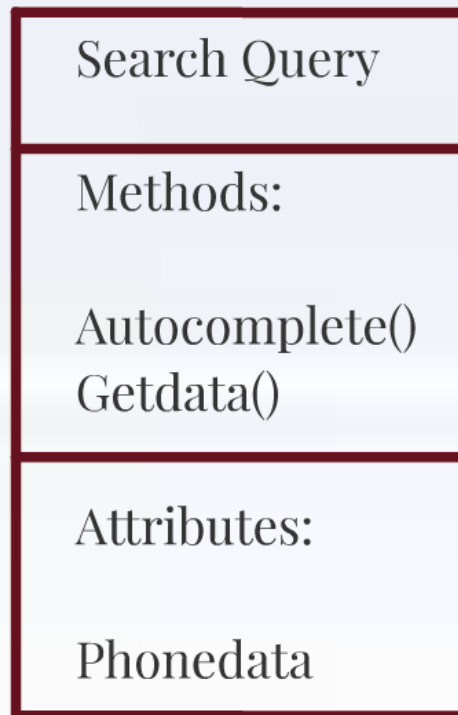 Search Query
Methods:
Autocomplete()
Getdata()
Attributes:
Phonedata